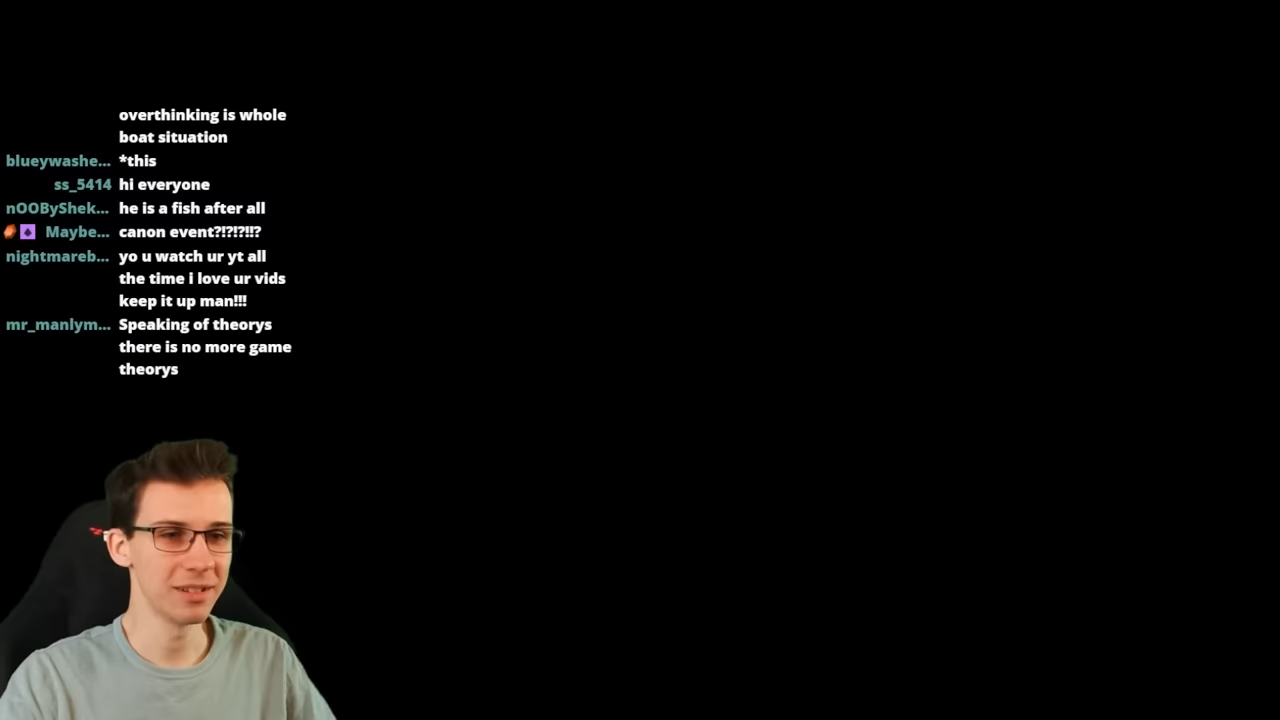 overthinking is whole
boat situation
blueywashe... *this
ss_5414 hi everyone
nOOByShek... he is a fish after all
Maybe... canon event?!?!?!!?
nightmareb... yo u watch ur yt all
the time i love ur vids
keep it up man!!!
mr_manlym... Speaking of theorys
there is no more game
theorys